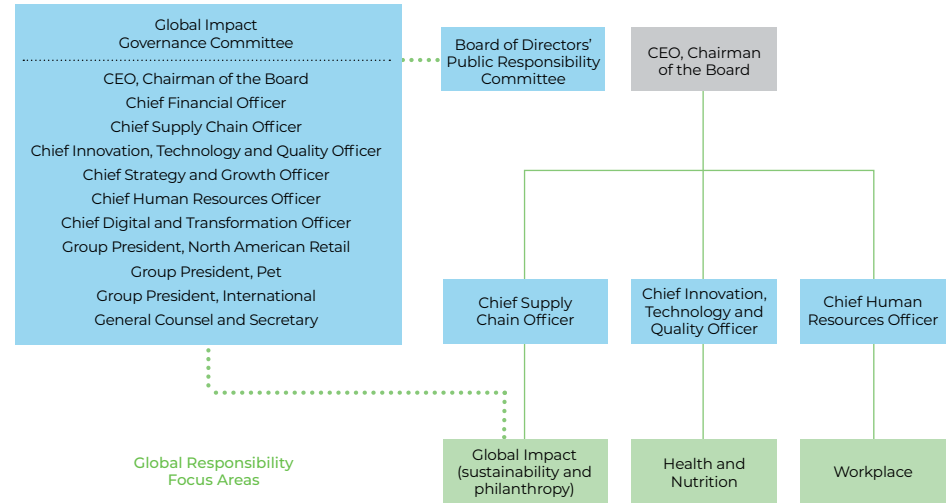 Global Impact
Governance Committee
CEO, Chairman of the Board
Chief Financial Officer
Chief Supply Chain Officer
Chief Innovation, Technology and Quality Officer
Chief Strategy and Growth Officer
Chief Human Resources Officer
Chief Digital and Transformation Officer
Group President, North American Retail
Group President, Pet
Group President, International
General Counsel and Secretary
Board of Directors’
Public Responsibility
Committee
CEO, Chairman
of the Board
Chief Supply
Chain Officer
Chief Innovation,
Technology and
Quality Officer
Chief Human
Resources Officer
Global Responsibility
Focus Areas
Global Impact
(sustainability and
philanthropy)
Health and
Nutrition
Workplace